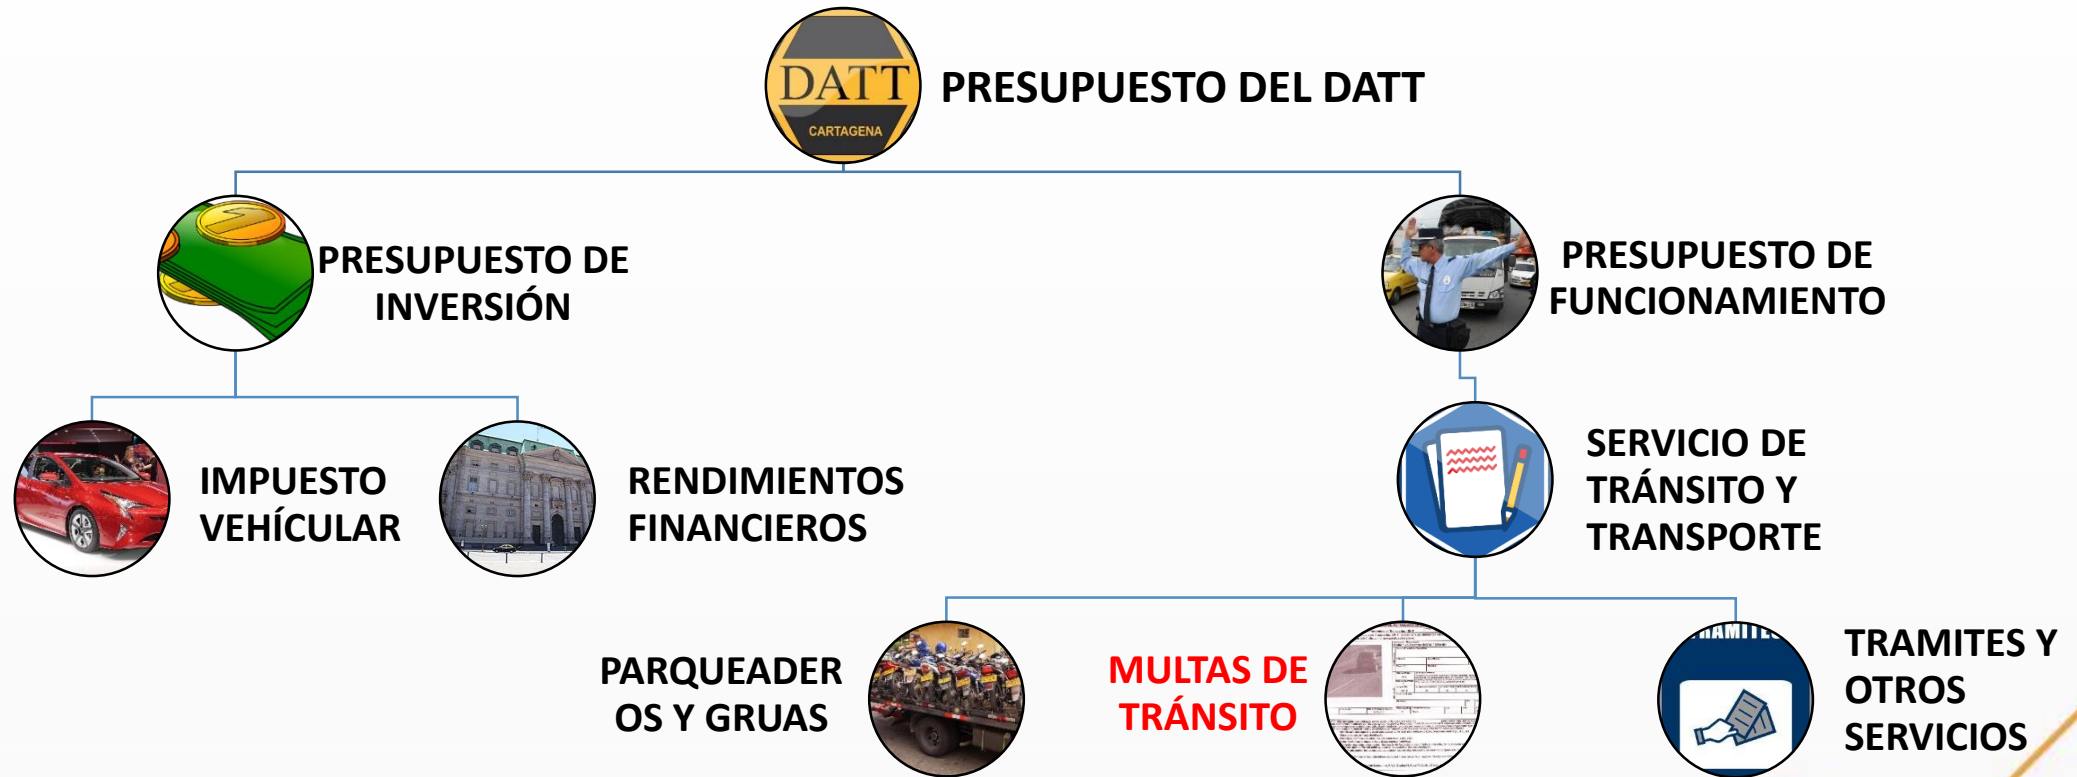 DATT
CARTAGENA
PRESUPUESTO DEL DATT
PRESUPUESTO DE
INVERSIÓN
PRESUPUESTO DE
FUNCIONAMIENTO
IMPUESTO
VEHÍCULAR
RENDIMIENTOS
FINANCIEROS
SERVICIO DE
TRÁNSITO Y
TRANSPORTE
PARQUEADER
OS Y GRUAS
MULTAS DE
TRÁNSITO
TRAMITES Y
OTROS
SERVICIOS